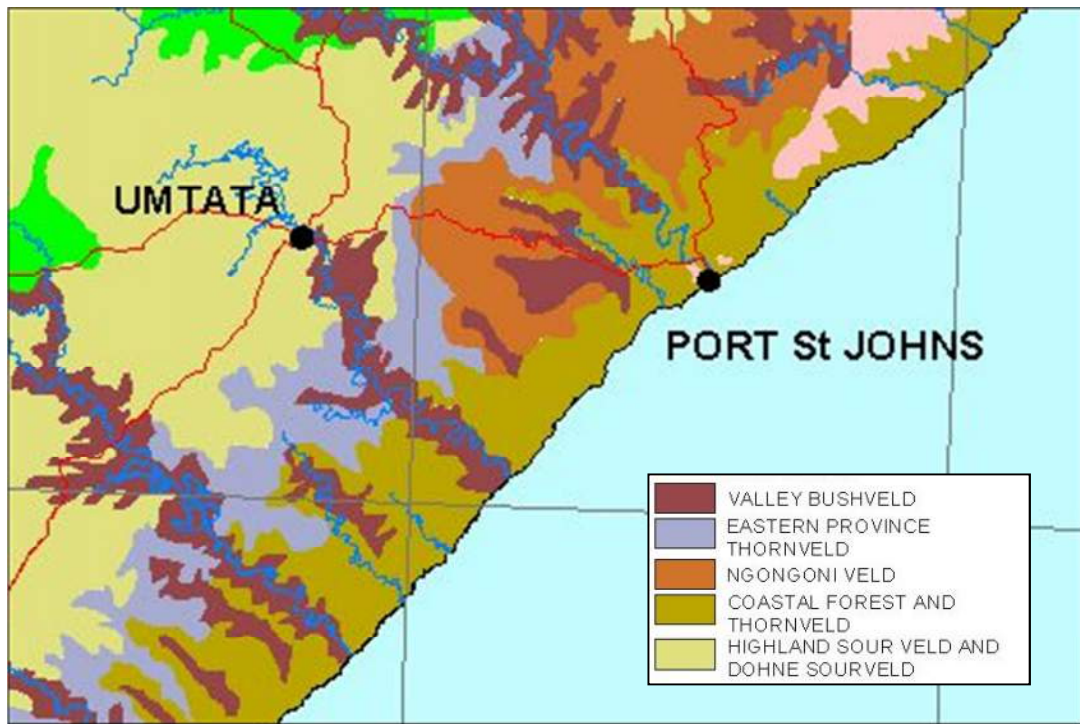 UMTATA
PORT St JOHNS
VALLEY BUSHVELD
EASTERN PROVINCE
THORNVELD
NGONGONI VELD
COASTAL FOREST AND
THORNVELD
HIGHLAND SOUR VELD AND
DOHNE SOURVELD